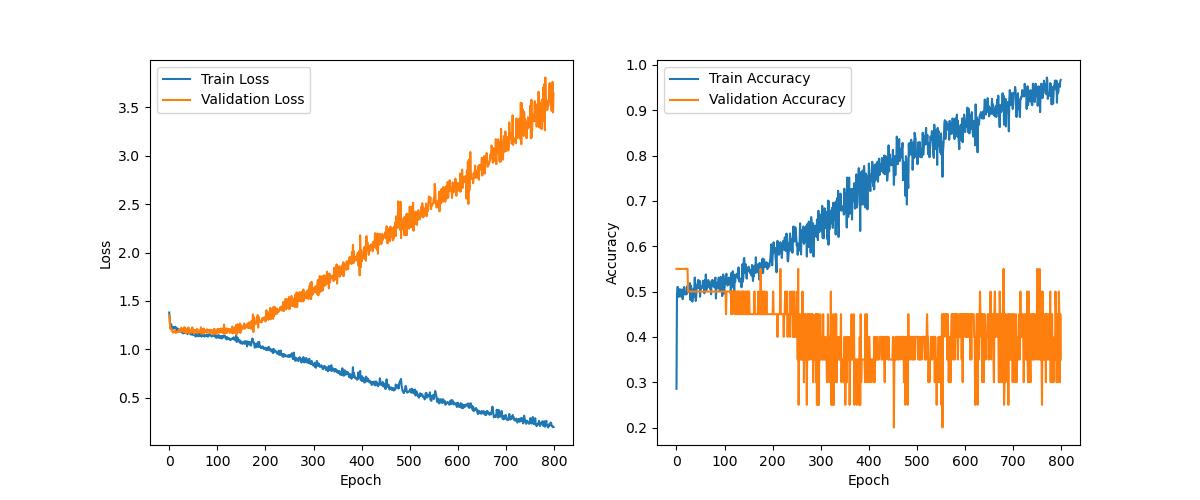 Train Loss
Validation Loss
Loss
3.5
3.0
2.5
2.0
1.5
1.0
0.5
0 100 200 300 400 500 600 700 800
Epoch
Train Accuracy
Validation Accuracy
Accuracy
1.0
0.9
0.8
0.7
0.6
0.5
0.4
0.3
0.2
0 100 200 300 400 500 600 700 800
Epoch